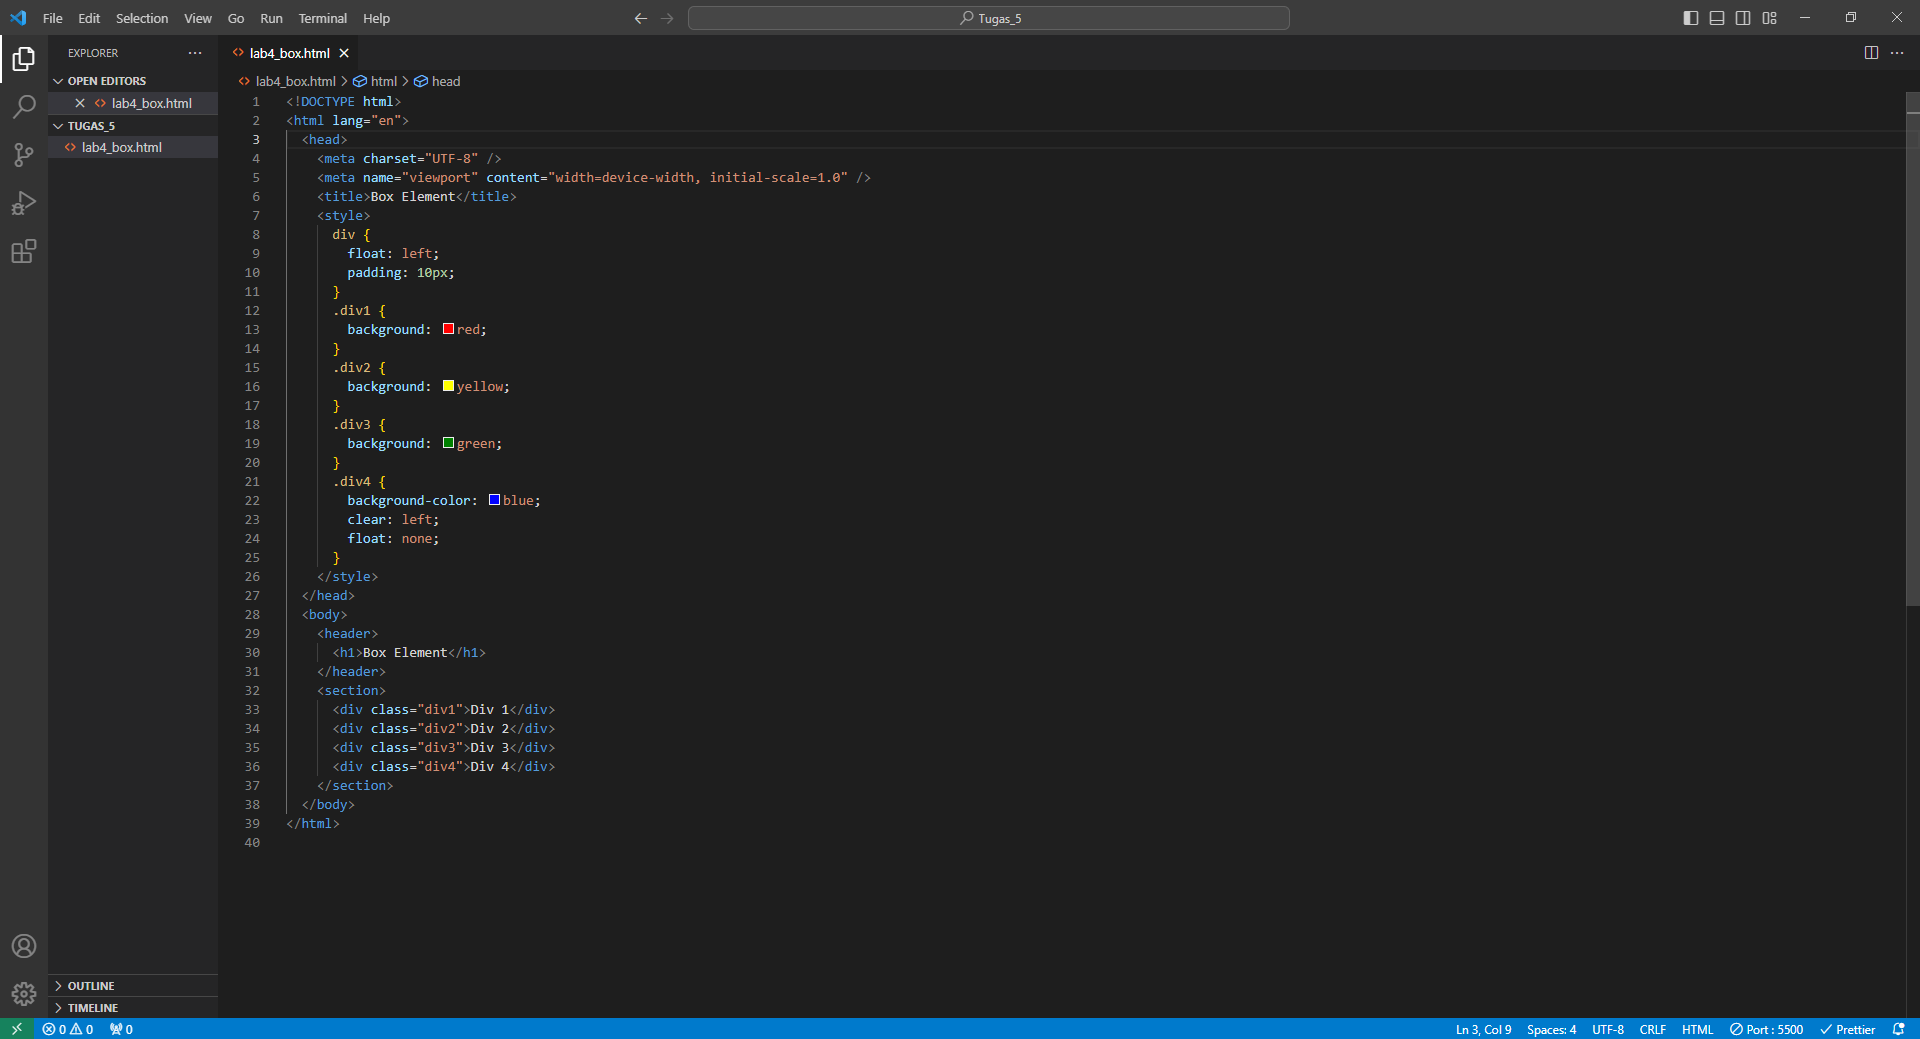 File Edit Selection View Go Run Terminal Help
Tugas_5
EXPLORER
OPEN EDITORS
lab4_box.html
TUGAS_5
lab4_box.html
OUTLINE
TIMELINE
lab4_box.html
lab4_box.html > html > head
1 <!DOCTYPE html>
2 <html lang="en">
3 <head>
4 <meta charset="UTF-8" />
5 <meta name="viewport" content="width=device-width, initial-scale=1.0" />
6 <title>Box Element</title>
7 <style>
8 div {
9 float: left;
10 padding: 10px;
11 }
12 .div1 {
13 background: red;
14 }
15 .div2 {
16 background: yellow;
17 }
18 .div3 {
19 background: green;
20 }
21 .div4 {
22 background-color: blue;
23 clear: left;
24 float: none;
25 }
26 </style>
27 </head>
28 <body>
29 <header>
30 <h1>Box Element</h1>
31 </header>
32 <section>
33 <div class="div1">Div 1</div>
34 <div class="div2">Div 2</div>
35 <div class="div3">Div 3</div>
36 <div class="div4">Div 4</div>
37 </section>
38 </body>
39 </html>
40
0 0 0 Ln 3, Col 9 Spaces: 4 UTF-8 CRLF HTML Port : 5500 Prettier